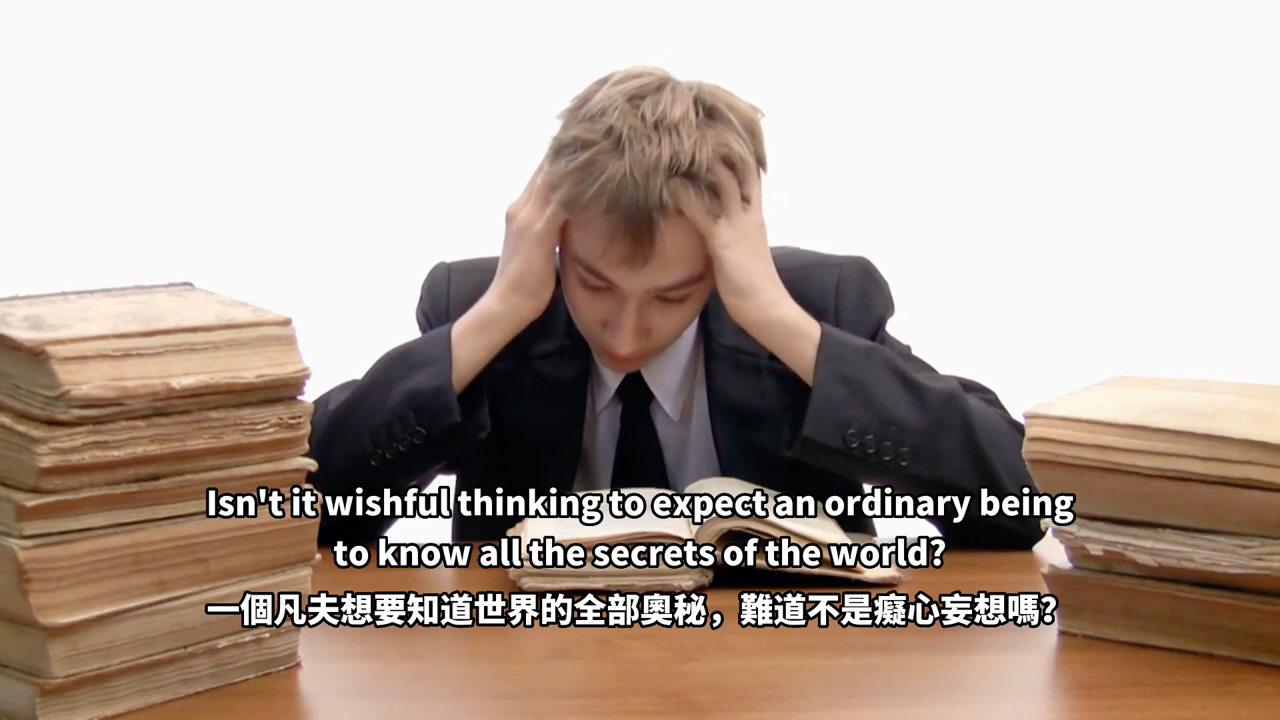 Isn't it wishful thinking to expect an ordinary being
to know all the secrets of the world?
一個凡夫想要知道世界的全部奧秘，難道不是癡心妄想嗎？